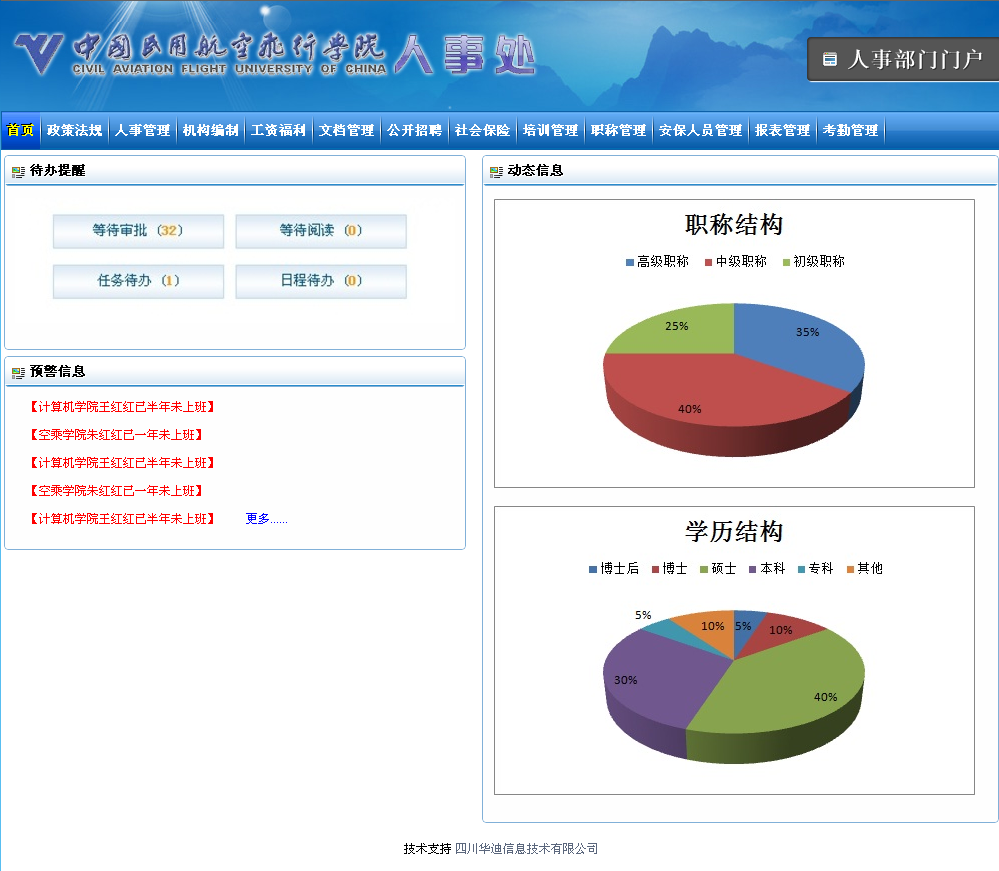 中国民用航空飞行学院 人事处
CIVIL AVIATION FLIGHT UNIVERSITY OF CHINA
人事部门门户
首页 政策法规 人事管理 机构编制 工资福利 文档管理 公开招聘 社会保险 培训管理 职称管理 安保人员管理 报表管理 考勤管理
待办提醒
等待审批 (32) 等待阅读 (0)
任务待办 (1) 日程待办 (0)
预警信息
【计算机学院王红红已半年未上班】
【空乘学院朱红红已一年未上班】
【计算机学院王红红已半年未上班】
【空乘学院朱红红已一年未上班】
【计算机学院王红红已半年未上班】 更多......
动态信息
职称结构
高级职称 中级职称 初级职称
25% 35%
40%
学历结构
博士后 博士 硕士 本科 专科 其他
5% 10% 5% 10%
30% 40%
技术支持 四川华迪信息技术有限公司